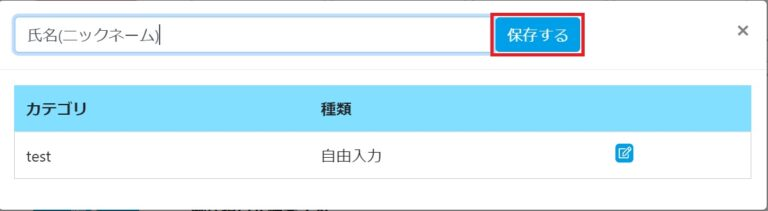 氏名(ニックネーム) 保存する ×
カテゴリ 種類
test 自由入力